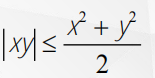 |xy| ≤ (x² + y²) / 2